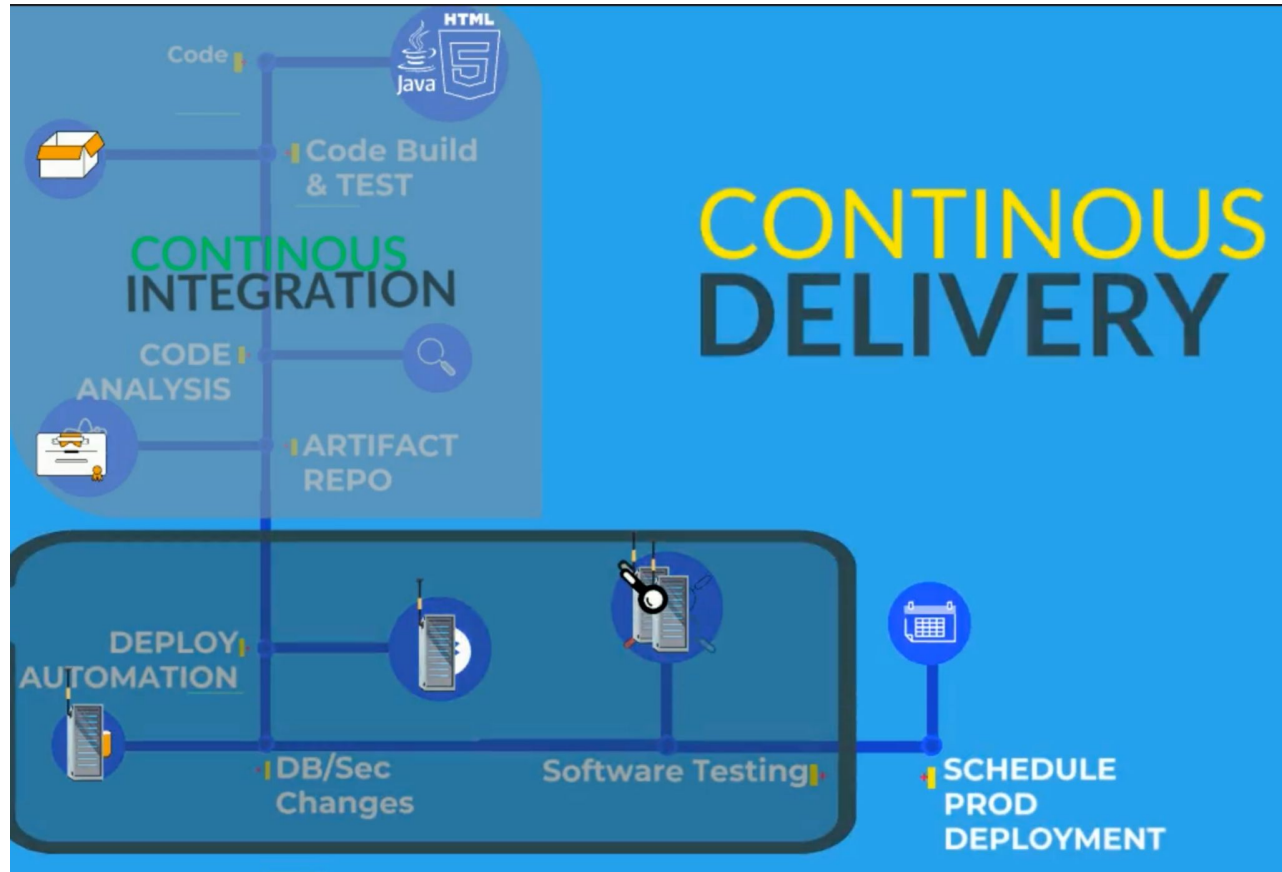 Code
HTML
5
Java
Code Build
& TEST
CONTINOUS
INTEGRATION
CONTINOUS
DELIVERY
CODE
ANALYSIS
ARTIFACT
REPO
DEPLOY
AUTOMATION
DB/Sec
Changes
Software Testing
SCHEDULE
PROD
DEPLOYMENT